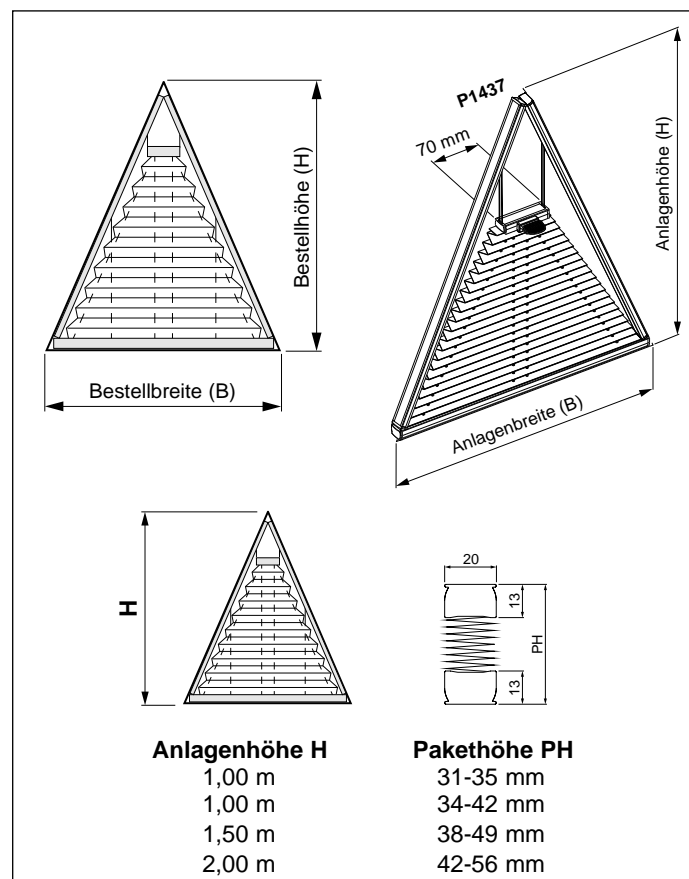 Bestellhöhe (H)
Bestellbreite (B)
P1437
70 mm
Anlagenhöhe (H)
Anlagenbreite (B)
H
20
13
PH
13
Anlagenhöhe H Pakethöhe PH
1,00 m 31-35 mm
1,00 m 34-42 mm
1,50 m 38-49 mm
2,00 m 42-56 mm